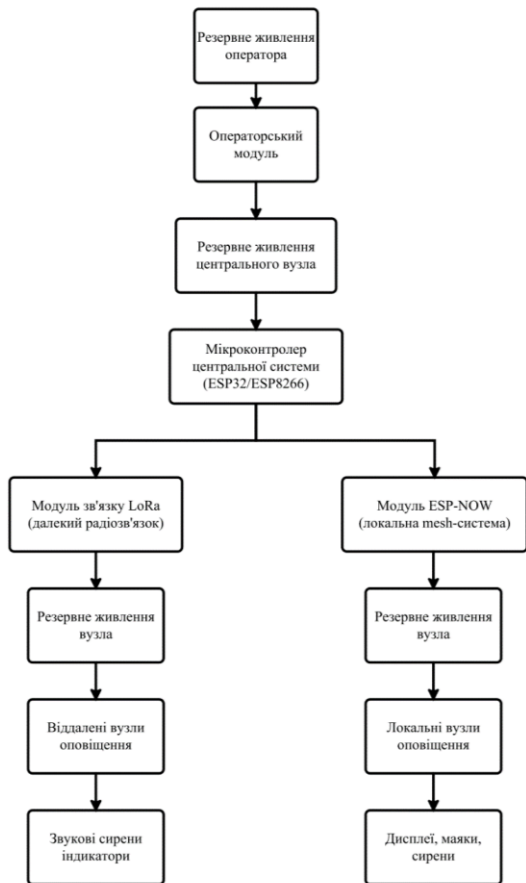 Резервне живлення
оператора
Операторський
модуль
Резервне живлення
центрального вузла
Мікроконтролер
центральної системи
(ESP32/ESP8266)
Модуль зв'язку LoRa
(далекий радіозв'язок)
Модуль ESP-NOW
(локальна mesh-система)
Резервне живлення
вузла
Резервне живлення
вузла
Віддалені вузли
оповіщення
Локальні вузли
оповіщення
Звукові сирени
індикатори
Дисплеї, маяки,
сирени